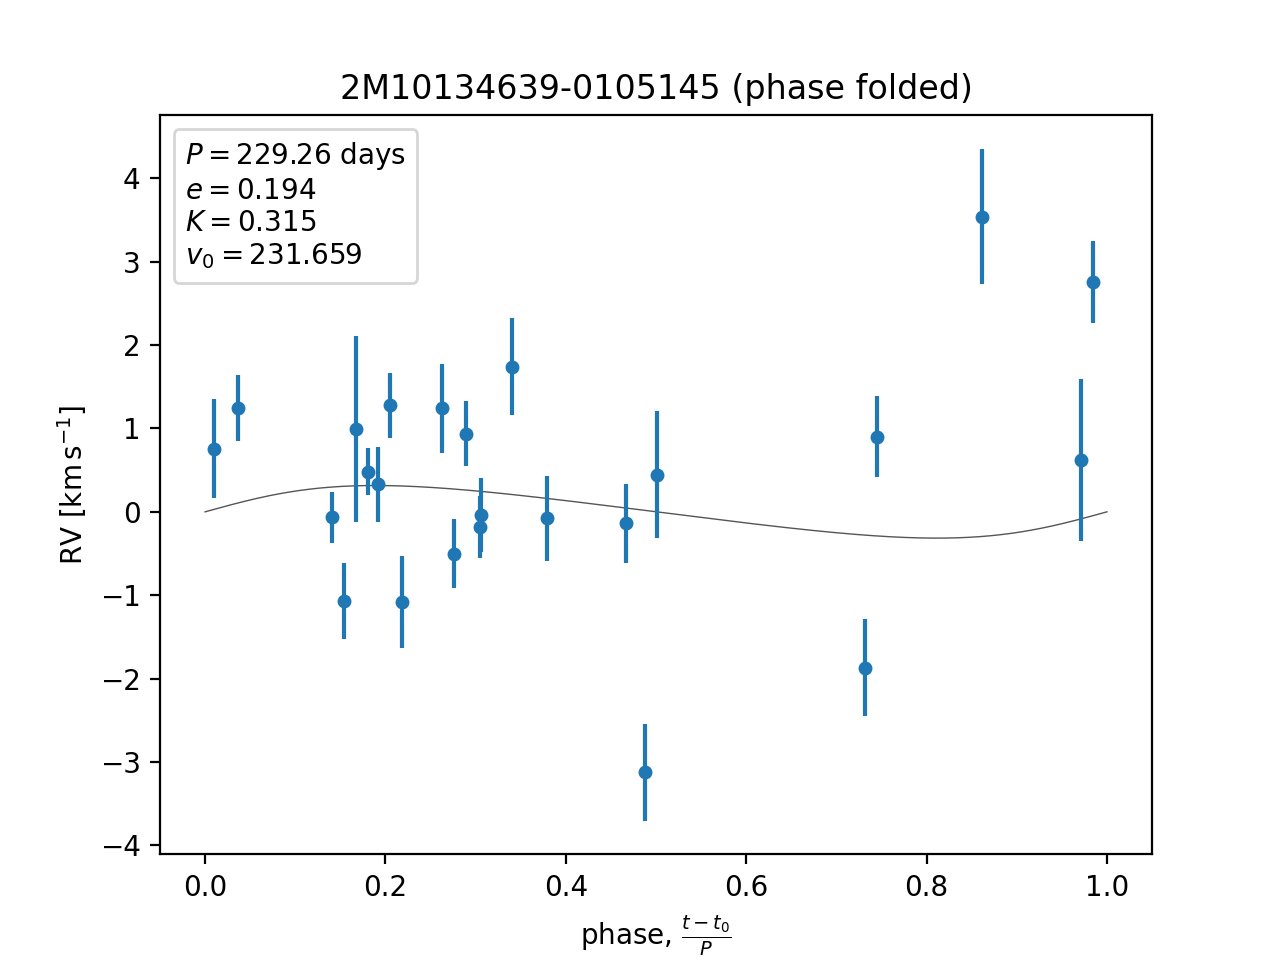 2M10134639-0105145 (phase folded)
P = 229.26 days
e = 0.194
K = 0.315
v₀ = 231.659
4
3
2
1
0
−1
−2
−3
−4
RV [km s⁻¹]
0.0 0.2 0.4 0.6 0.8 1.0
phase, (t − t₀)/P